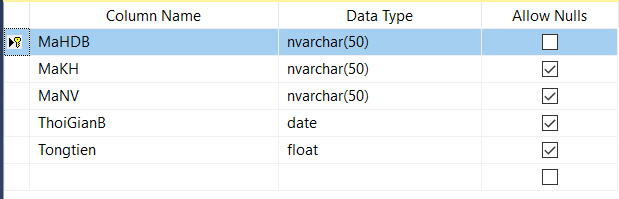 Column Name Data Type Allow Nulls
MaHDB nvarchar(50)
MaKH nvarchar(50)
MaNV nvarchar(50)
ThoiGianB date
Tongtien float